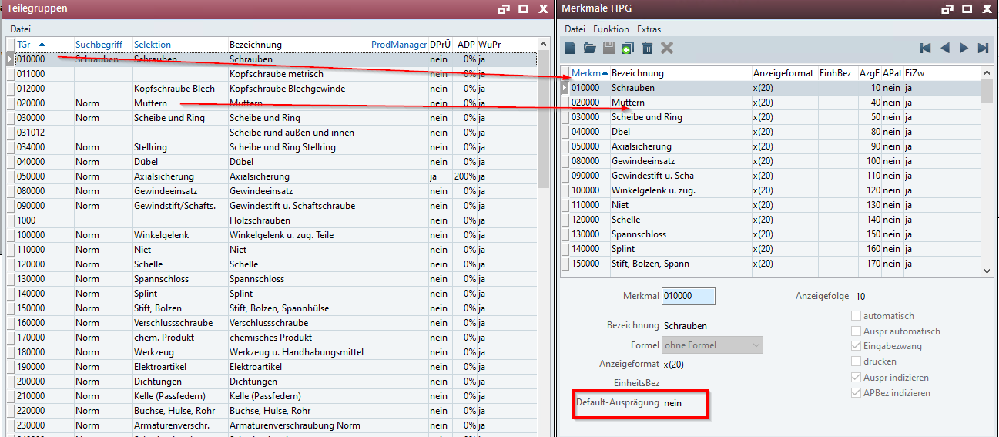 Teilegruppen
Datei
TGr Suchbegriff Selektion Bezeichnung ProdManager DPrÜ ADP WuPr
010000 Schrauben Schrauben Schrauben nein 0% ja
011000 Kopfschraube metrisch nein 0% ja
012000 Kopfschraube Blech Kopfschraube Blechgewinde nein 0% ja
020000 Norm Muttern Muttern nein 0% ja
030000 Norm Scheibe und Ring Scheibe und Ring nein 0% ja
031012 Scheibe rund außen und innen nein 0% ja
034000 Norm Stellring Scheibe und Ring Stellring nein 0% ja
040000 Norm Dübel Dübel nein 0% ja
050000 Norm Axialsicherung Axialsicherung ja 200% ja
080000 Norm Gewindeeinsatz Gewindeeinsatz nein 0% ja
090000 Norm Gewindstift/Schafts. Gewindestift u. Schaftschraube nein 0% ja
1000 Holzschrauben nein 0% ja
100000 Norm Winkelgelenk Winkelgelenk u. zug. Teile nein 0% ja
110000 Norm Niet Niet nein 0% ja
120000 Norm Schelle Schelle nein 0% ja
130000 Norm Spannschloss Spannschloss nein 0% ja
140000 Norm Splint Splint nein 0% ja
150000 Norm Stift, Bolzen Stift, Bolzen, Spannhülse nein 0% ja
160000 Norm Verschlussschraube Verschlussschraube nein 0% ja
170000 Norm chem. Produkt chemisches Produkt nein 0% ja
180000 Norm Werkzeug Werkzeug u. Handhabungsmittel nein 0% ja
190000 Norm Elektroartikel Elektroartikel nein 0% ja
200000 Norm Dichtungen Dichtungen nein 0% ja
210000 Norm Kelle (Passfedern) Kelle (Passfedern) nein 0% ja
220000 Norm Büchse, Hülse, Rohr Buchse, Hülse, Rohr nein 0% ja
230000 Norm Armaturenverschr. Armaturenverschraubung Norm nein 0% ja
Merkmale HPG
Datei Funktion Extras
Merkm Bezeichnung Anzeigeformat EinhBez AzgF APat EiZw
010000 Schrauben x(20) 10 nein ja
020000 Muttern x(20) 40 nein ja
030000 Scheibe und Ring x(20) 50 nein ja
040000 Dbel x(20) 80 nein ja
050000 Axialsicherung x(20) 90 nein ja
080000 Gewindeeinsatz x(20) 100 nein ja
090000 Gewindestift u. Scha x(20) 110 nein ja
100000 Winkelgelenk u. zug. x(20) 120 nein ja
110000 Niet x(20) 130 nein ja
120000 Schelle x(20) 140 nein ja
130000 Spannschloss x(20) 150 nein ja
140000 Splint x(20) 160 nein ja
150000 Stift, Bolzen, Spann x(20) 170 nein ja
Merkmal 010000 Anzeigefolge 10
automatisch
Bezeichnung Schrauben
Auspr automatisch
Formel ohne Formel
Eingabezwang
Anzeigeformat x(20)
drucken
EinheitsBez
Auspr indizieren
Default-Ausprägung nein
APBez indizieren